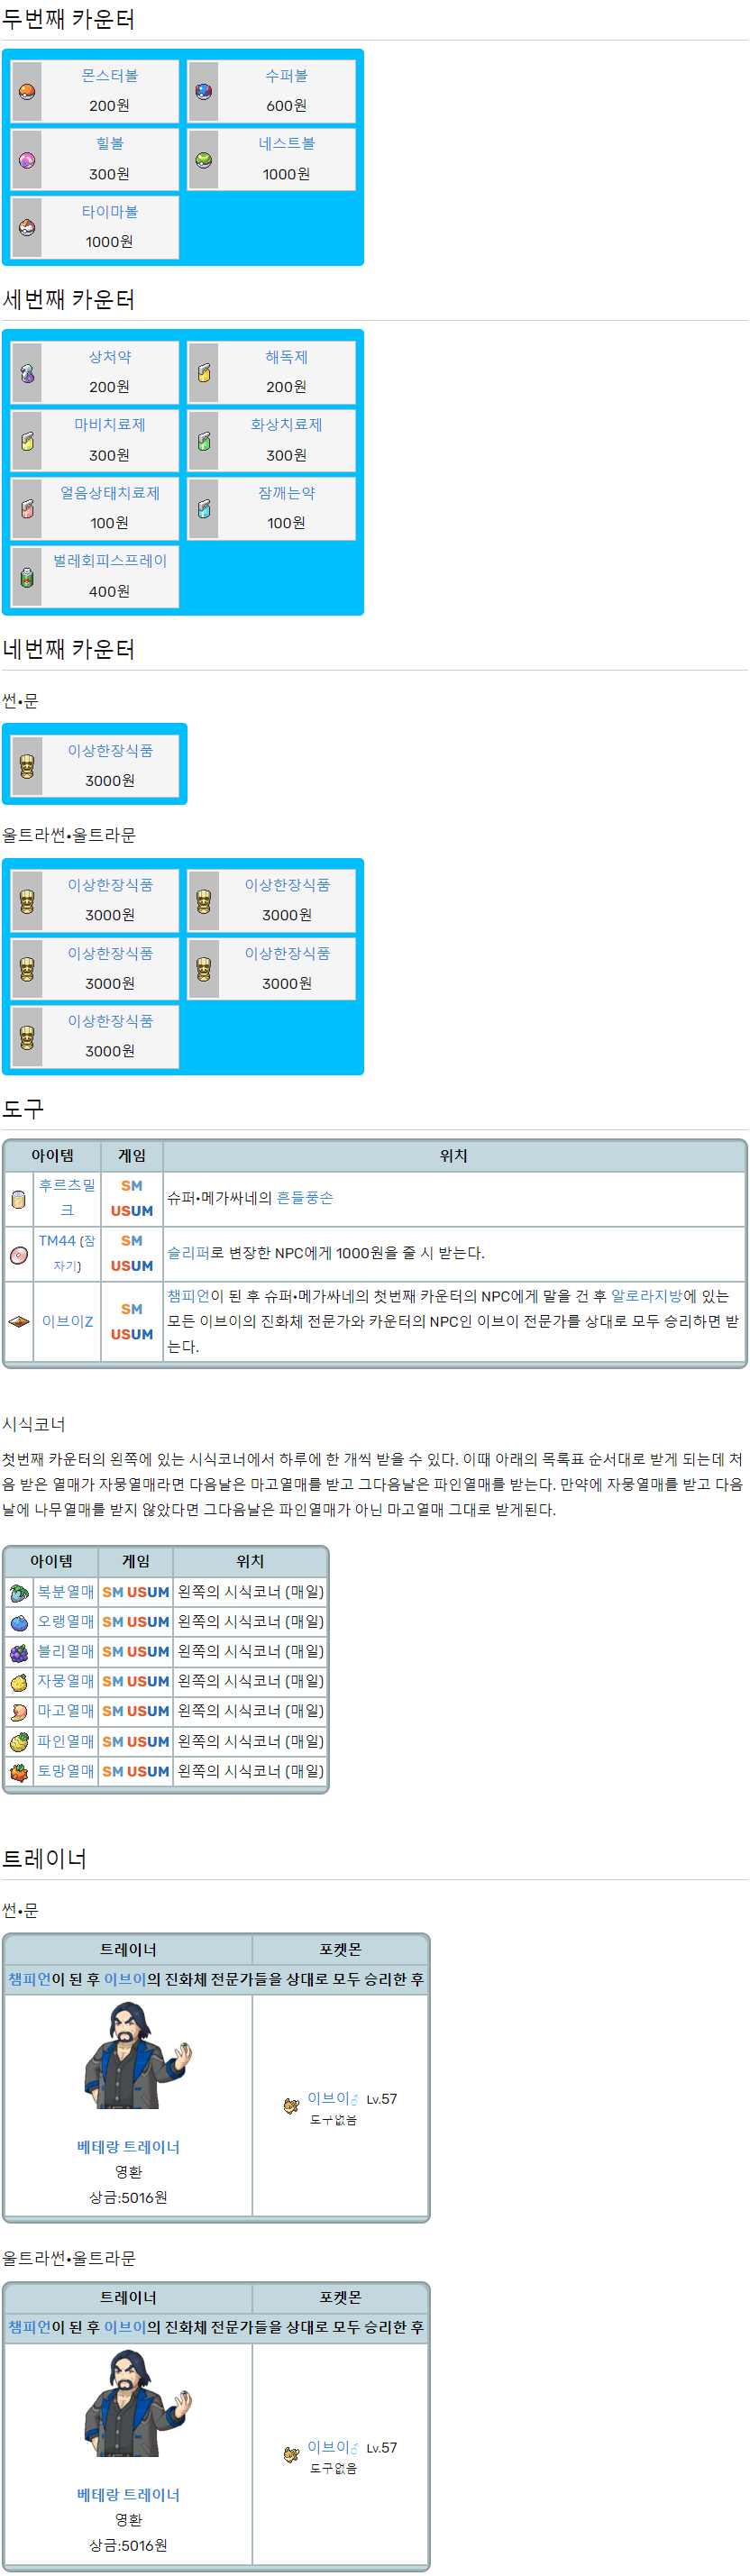 두번째 카운터
몬스터볼 수퍼볼
200원 600원
힐볼 네스트볼
300원 1000원
타이마볼
1000원
세번째 카운터
상처약 해독제
200원 200원
마비치료제 화상치료제
300원 300원
얼음상태치료제 잠깨는약
100원 100원
벌레회피스프레이
400원
네번째 카운터
썬•문
이상한장식품
3000원
울트라썬•울트라문
이상한장식품 이상한장식품
3000원 3000원
이상한장식품 이상한장식품
3000원 3000원
이상한장식품
3000원
도구
아이템 게임 위치
후르츠밀크 SM USUM 슈퍼•메가싸네의 흔들풍손
TM44 (잠자기) SM USUM 슬리퍼로 변장한 NPC에게 1000원을 줄 시 받는다.
이브이Z SM USUM 챔피언이 된 후 슈퍼•메가싸네의 첫번째 카운터의 NPC에게 말을 건 후 알로라지방에 있는
모든 이브이의 진화체 전문가와 카운터의 NPC인 이브이 전문가를 상대로 모두 승리하면 받
는다.
시식코너
첫번째 카운터의 왼쪽에 있는 시식코너에서 하루에 한 개씩 받을 수 있다. 이때 아래의 목록표 순서대로 받게 되는데 처
음 받은 열매가 자뭉열매라면 다음날은 마고열매를 받고 그다음날은 파인열매를 받는다. 만약에 자뭉열매를 받고 다음
날에 나무열매를 받지 않았다면 그다음날은 파인열매가 아닌 마고열매 그대로 받게된다.
아이템 게임 위치
복분열매 SM USUM 왼쪽의 시식코너 (매일)
오랭열매 SM USUM 왼쪽의 시식코너 (매일)
블리열매 SM USUM 왼쪽의 시식코너 (매일)
자뭉열매 SM USUM 왼쪽의 시식코너 (매일)
마고열매 SM USUM 왼쪽의 시식코너 (매일)
파인열매 SM USUM 왼쪽의 시식코너 (매일)
토망열매 SM USUM 왼쪽의 시식코너 (매일)
트레이너
썬•문
트레이너 포켓몬
챔피언이 된 후 이브이의 진화체 전문가들을 상대로 모두 승리한 후
이브이♂ Lv.57
도구없음
베테랑 트레이너
영환
상금:5016원
울트라썬•울트라문
트레이너 포켓몬
챔피언이 된 후 이브이의 진화체 전문가들을 상대로 모두 승리한 후
이브이♂ Lv.57
도구없음
베테랑 트레이너
영환
상금:5016원